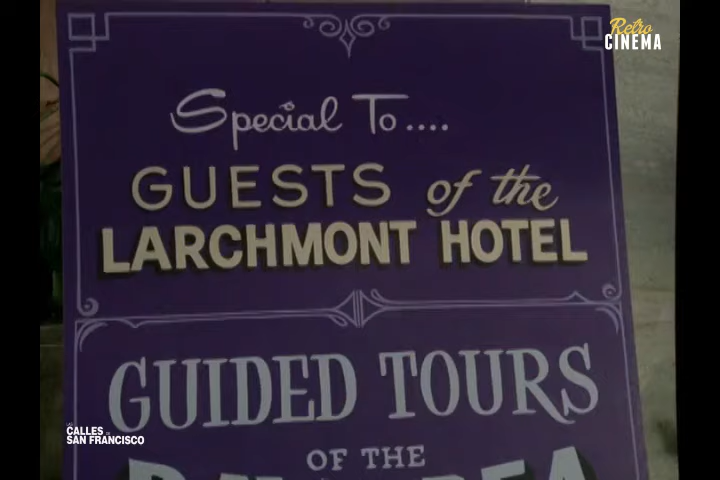 Retro
CINEMA
Special To....
GUESTS of the
LARCHMONT HOTEL
GUIDED TOURS
OF THE
CALLES
SAN FRANCISCO